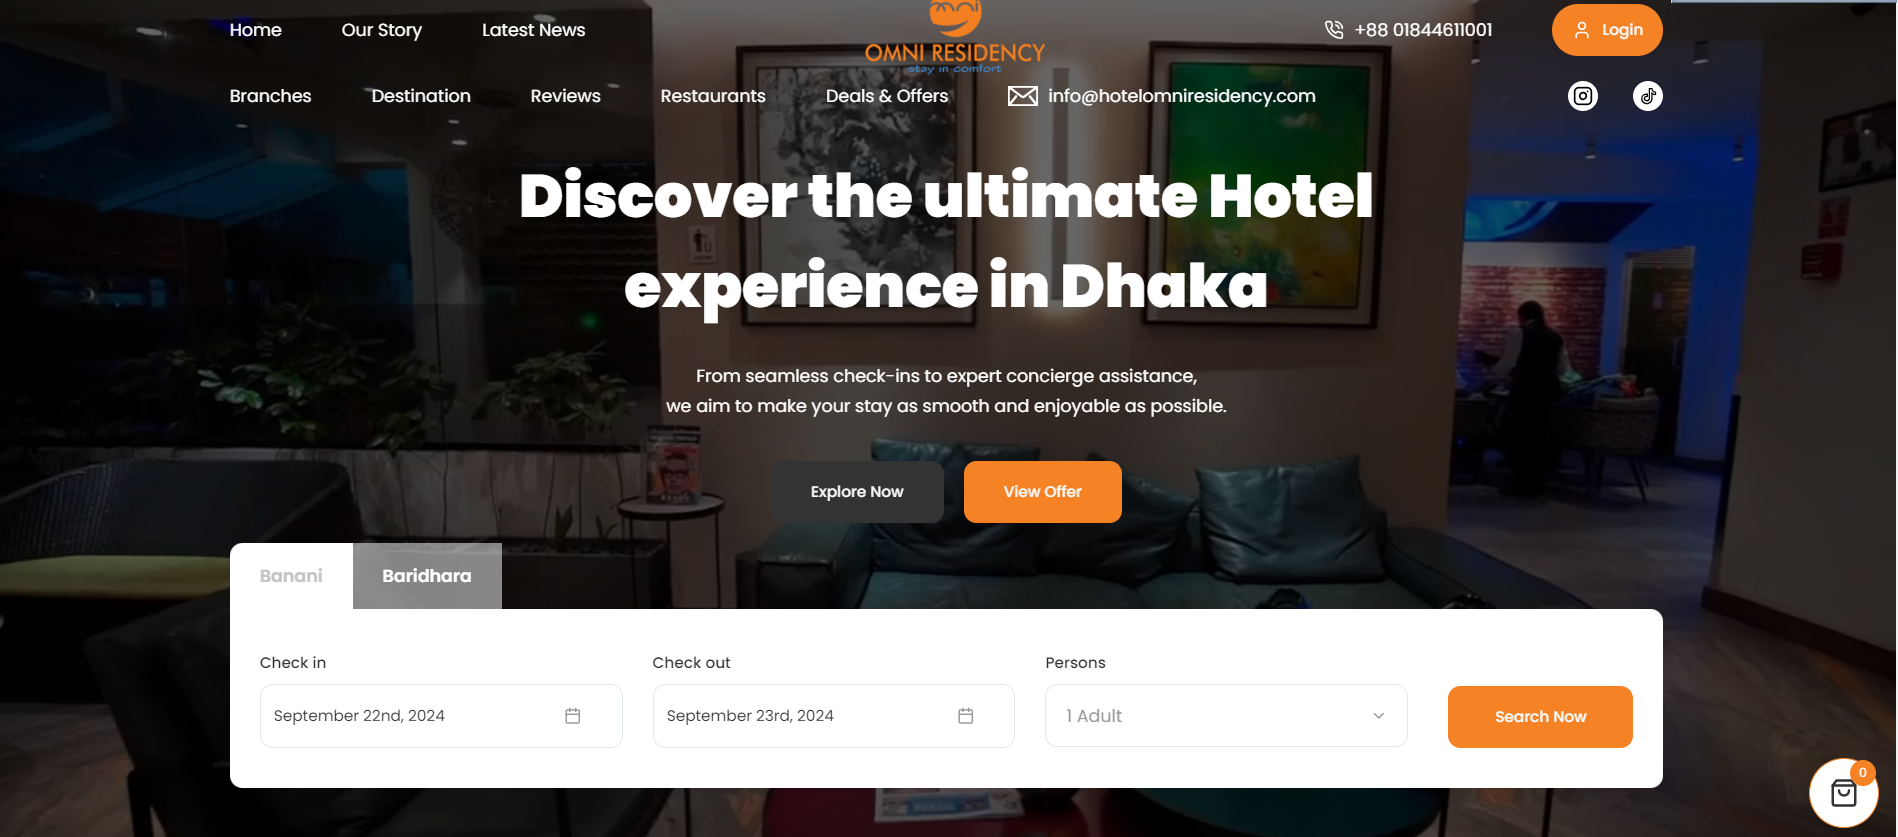 Home Our Story Latest News
OMNI RESIDENCY
stay in comfort
+88 01844611001
Login
Branches Destination Reviews Restaurants Deals & Offers info@hotelomniresidency.com
Discover the ultimate Hotel
experience in Dhaka
From seamless check-ins to expert concierge assistance,
we aim to make your stay as smooth and enjoyable as possible.
Explore Now View Offer
Banani Baridhara
Check in Check out Persons
September 22nd, 2024 September 23rd, 2024 1 Adult Search Now
0